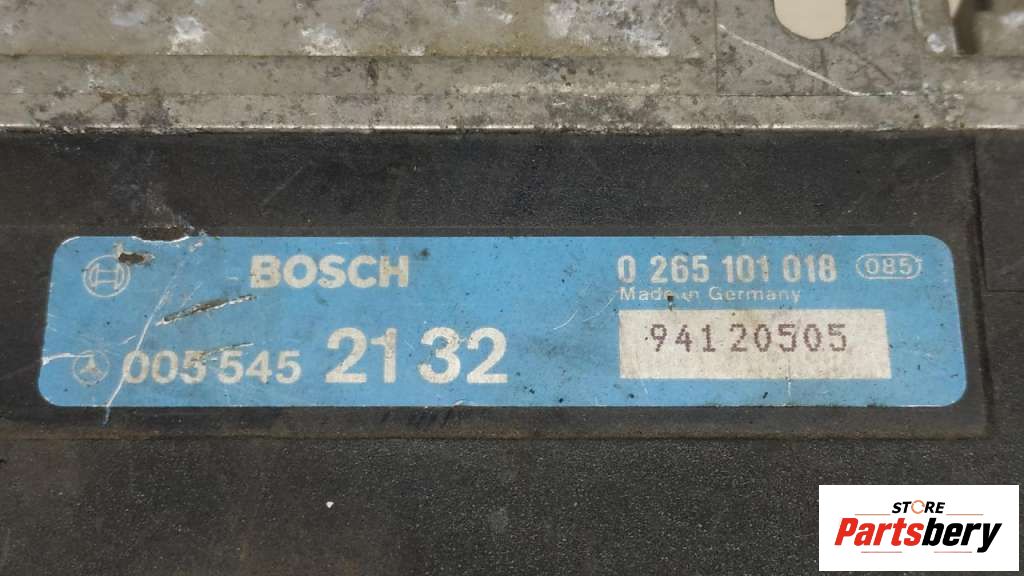 BOSCH
0 265 101 018 085
Made in Germany
005 545 21 32
94120505
STORE
Partsbery